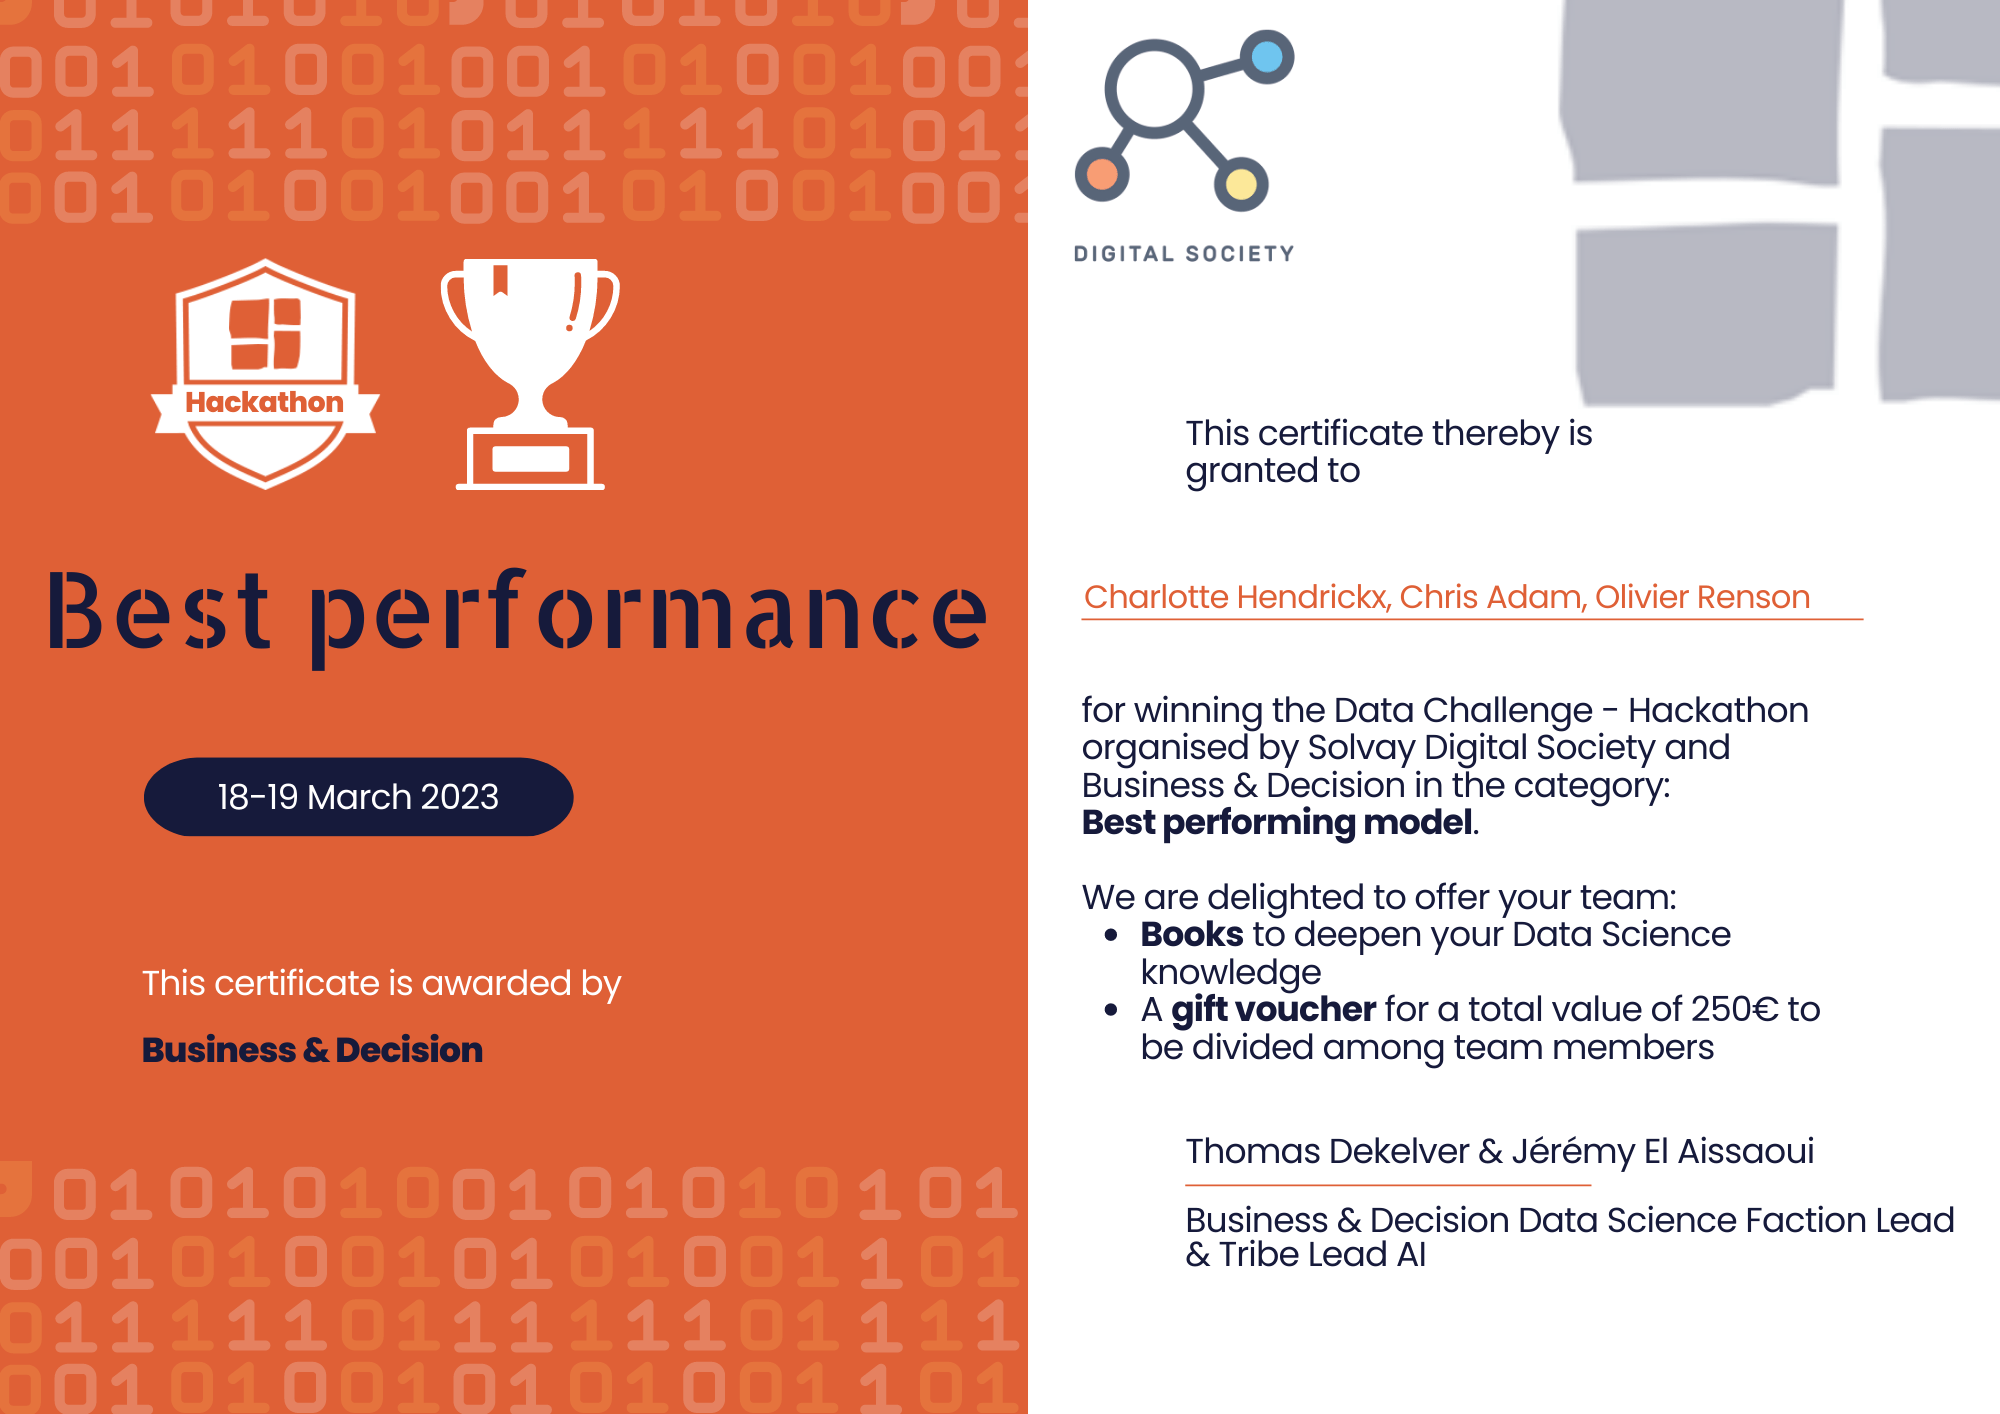 Hackathon
Best performance
18-19 March 2023
This certificate is awarded by
Business & Decision
DIGITAL SOCIETY
This certificate thereby is
granted to
Charlotte Hendrickx, Chris Adam, Olivier Renson
for winning the Data Challenge - Hackathon
organised by Solvay Digital Society and
Business & Decision in the category:
Best performing model.
We are delighted to offer your team:
• Books to deepen your Data Science
knowledge
• A gift voucher for a total value of 250€ to
be divided among team members
Thomas Dekelver & Jérémy El Aissaoui
Business & Decision Data Science Faction Lead
& Tribe Lead AI